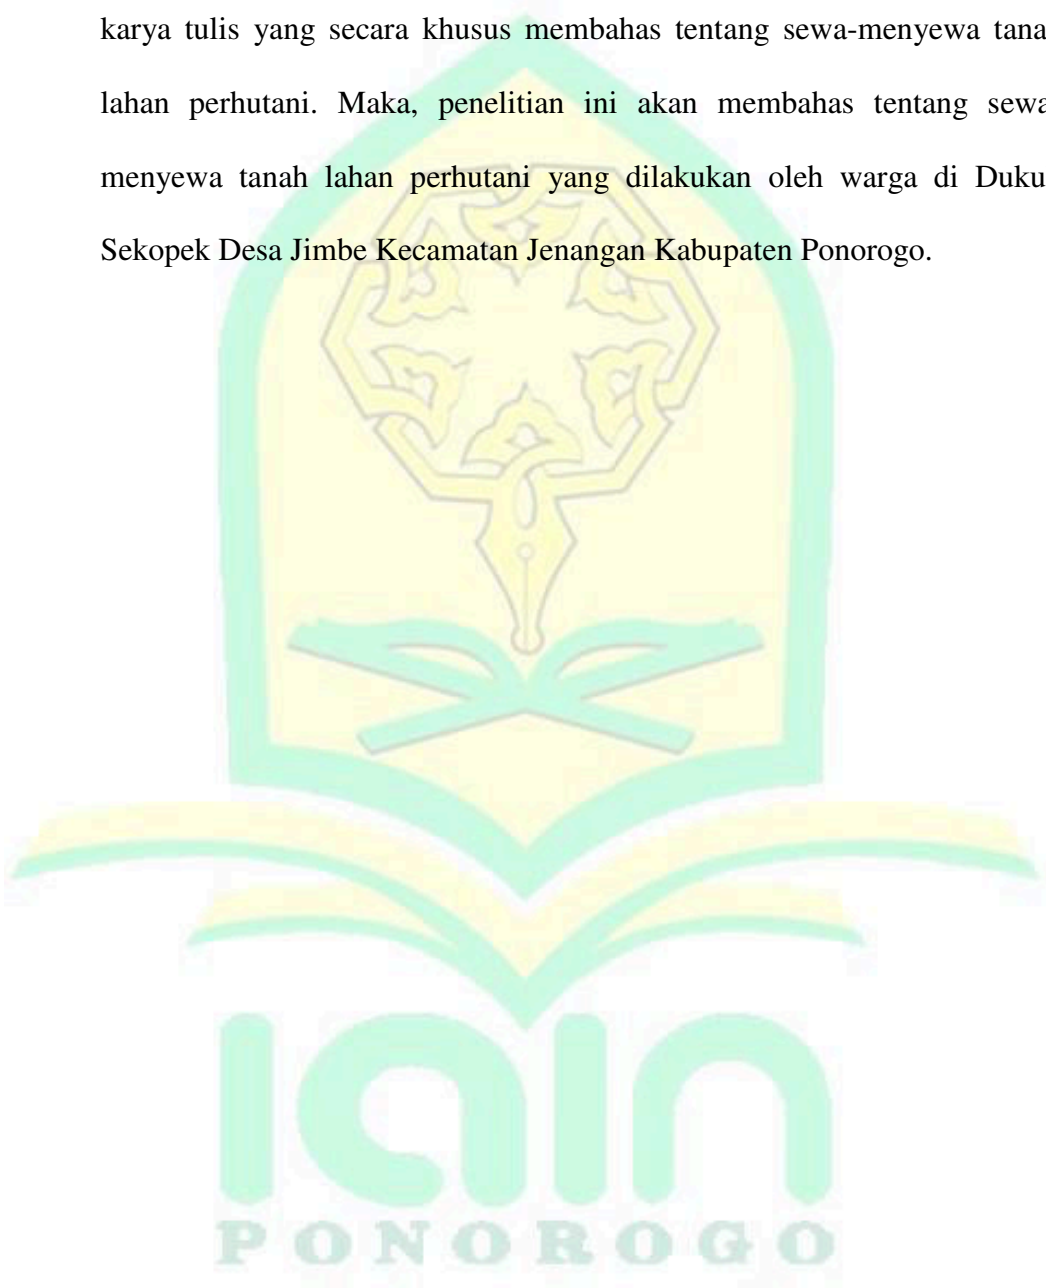 karya tulis yang secara khusus membahas tentang sewa-menyewa tana
lahan perhutani. Maka, penelitian ini akan membahas tentang sewa
menyewa tanah lahan perhutani yang dilakukan oleh warga di Duku
Sekopek Desa Jimbe Kecamatan Jenangan Kabupaten Ponorogo.
iain
PONOROGO